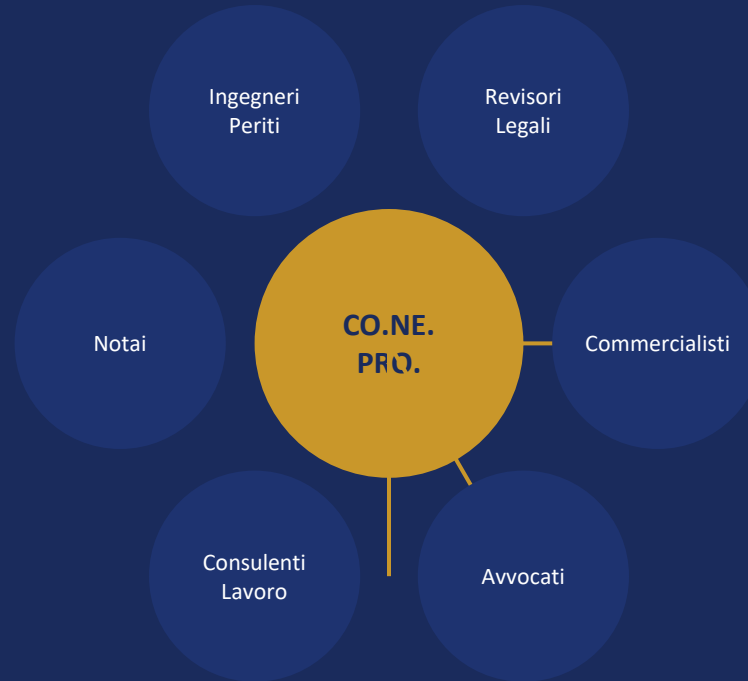 Ingegneri
Periti
Revisori
Legali
CO.NE.
PRO.
Notai
Commercialisti
Consulenti
Lavoro
Avvocati